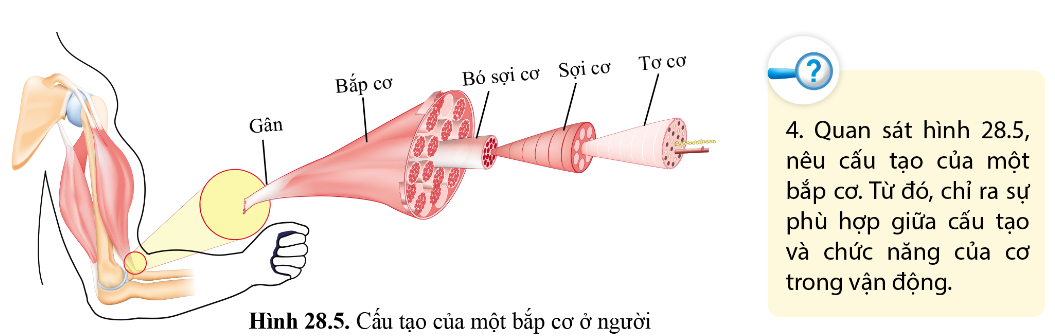 Bắp cơ
Bó sợi cơ
Sợi cơ
Tơ cơ
Gân
Hình 28.5. Cấu tạo của một bắp cơ ở người
?
4. Quan sát hình 28.5,
nêu cấu tạo của một
bắp cơ. Từ đó, chỉ ra sự
phù hợp giữa cấu tạo
và chức năng của cơ
trong vận động.